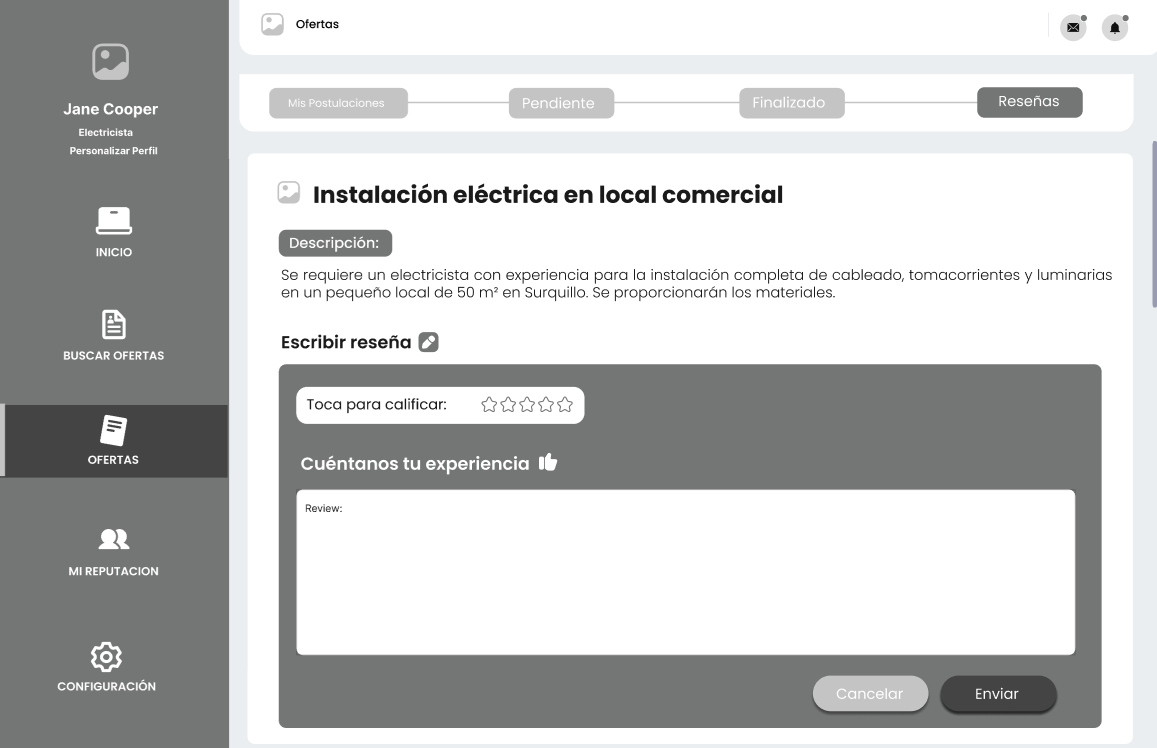 Jane Cooper
Electricista
Personalizar Perfil
INICIO
BUSCAR OFERTAS
OFERTAS
MI REPUTACION
CONFIGURACIÓN
Ofertas
Mis Postulaciones
Pendiente
Finalizado
Reseñas
Instalación eléctrica en local comercial
Descripción:
Se requiere un electricista con experiencia para la instalación completa de cableado, tomacorrientes y luminarias
en un pequeño local de 50 m² en Surquillo. Se proporcionarán los materiales.
Escribir reseña
Toca para calificar:
Cuéntanos tu experiencia
Review:
Cancelar
Enviar